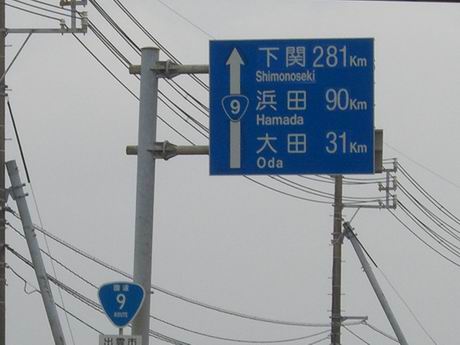 下関 281Km
Shimonoseki
9
浜田 90Km
Hamada
大田 31Km
Oda
国道
9
ROUTE
出雲市